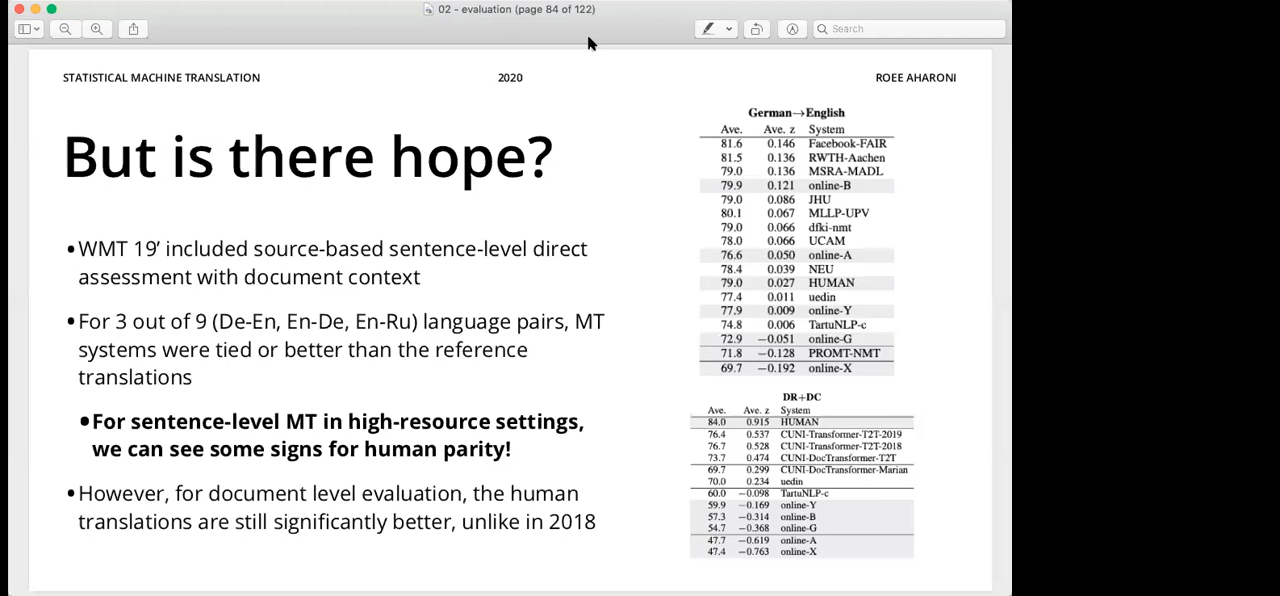 02 - evaluation (page 84 of 122)
Search
STATISTICAL MACHINE TRANSLATION 2020 ROEE AHARONI
But is there hope?
•WMT 19’ included source-based sentence-level direct
assessment with document context
•For 3 out of 9 (De-En, En-De, En-Ru) language pairs, MT
systems were tied or better than the reference
translations
•For sentence-level MT in high-resource settings,
we can see some signs for human parity!
•However, for document level evaluation, the human
translations are still significantly better, unlike in 2018
German→English
Ave. Ave. z System
81.6 0.146 Facebook-FAIR
81.5 0.136 RWTH-Aachen
79.0 0.136 MSRA-MADL
79.9 0.121 online-B
79.0 0.086 JHU
80.1 0.067 MLLP-UPV
79.0 0.066 dfki-nmt
78.0 0.066 UCAM
76.6 0.050 online-A
78.4 0.039 NEU
79.0 0.027 HUMAN
77.4 0.011 uedin
77.9 0.009 online-Y
74.8 0.006 TartuNLP-c
72.9 −0.051 online-G
71.8 −0.128 PROMT-NMT
69.7 −0.192 online-X
DR+DC
Ave. Ave. z System
84.0 0.915 HUMAN
76.4 0.537 CUNI-Transformer-T2T-2019
76.7 0.528 CUNI-Transformer-T2T-2018
73.7 0.474 CUNI-DocTransformer-T2T
69.7 0.299 CUNI-DocTransformer-Marian
70.0 0.234 uedin
60.0 −0.098 TartuNLP-c
59.9 −0.169 online-Y
57.3 −0.314 online-B
54.7 −0.368 online-G
47.7 −0.619 online-A
47.4 −0.763 online-X